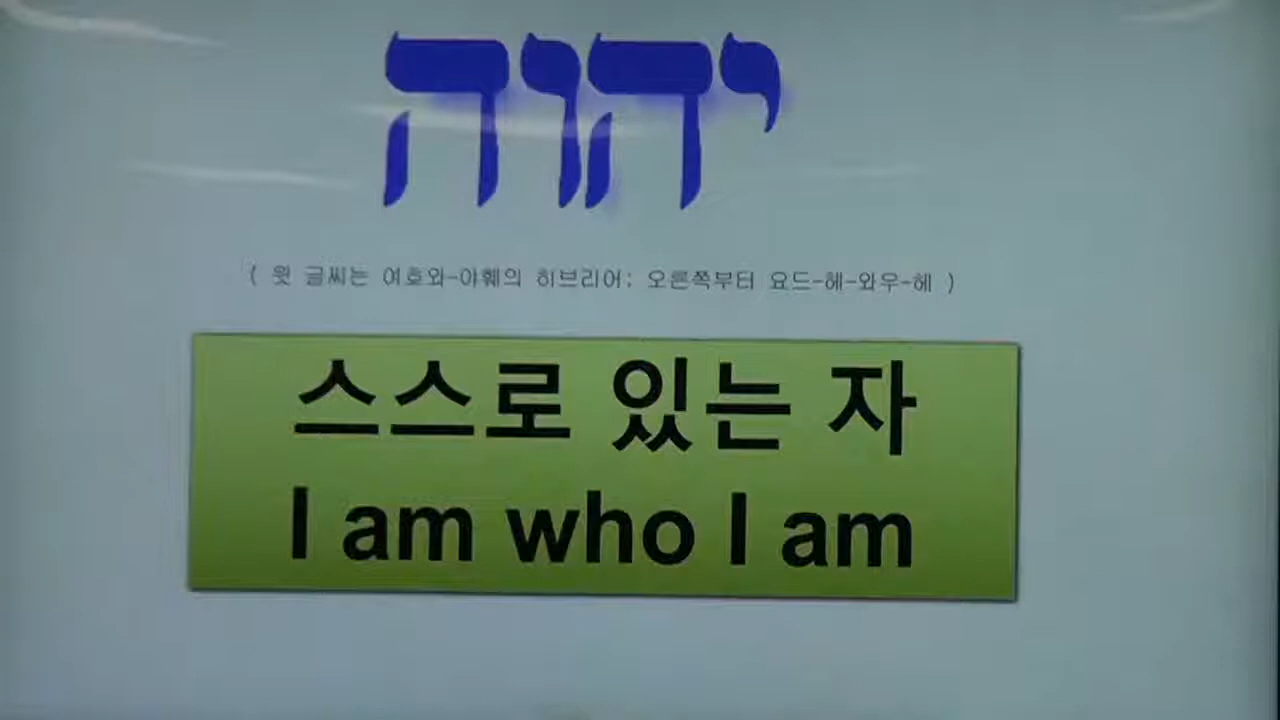 יהוה
( 윗 글씨는 여호와-야훼의 히브리어; 오른쪽부터 요드-헤-와우-헤 )
스스로 있는 자
I am who I am